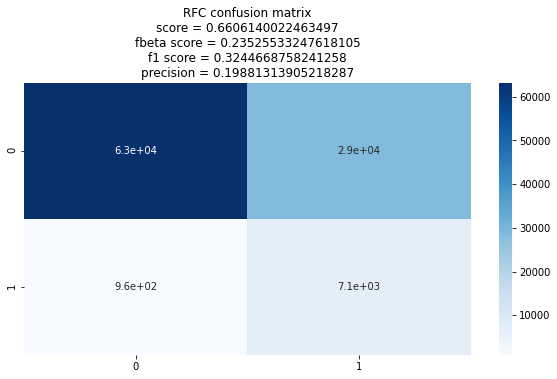 RFC confusion matrix
score = 0.6606140022463497
fbeta score = 0.23525533247618105
f1 score = 0.3244668758241258
precision = 0.19881313905218287
0
6.3e+04
2.9e+04
1
9.6e+02
7.1e+03
0
1
60000
50000
40000
30000
20000
10000